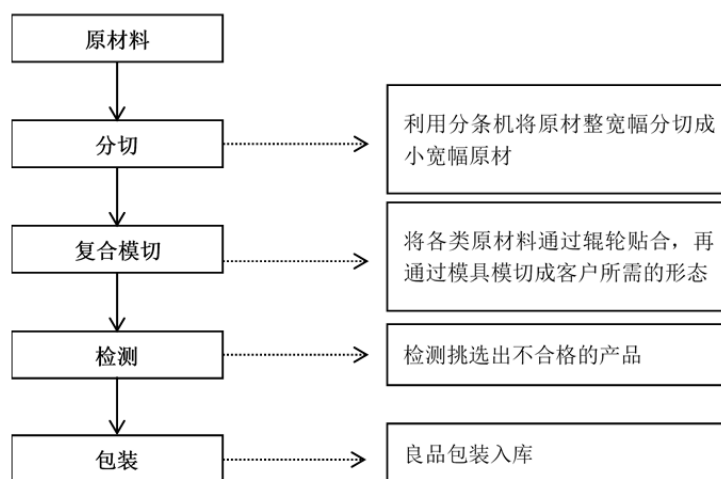 原材料
分切
利用分条机将原材整宽幅分切成
小宽幅原材
复合模切
将各类原材料通过辊轮贴合，再
通过模具模切成客户所需的形态
检测
检测挑选出不合格的产品
包装
良品包装入库